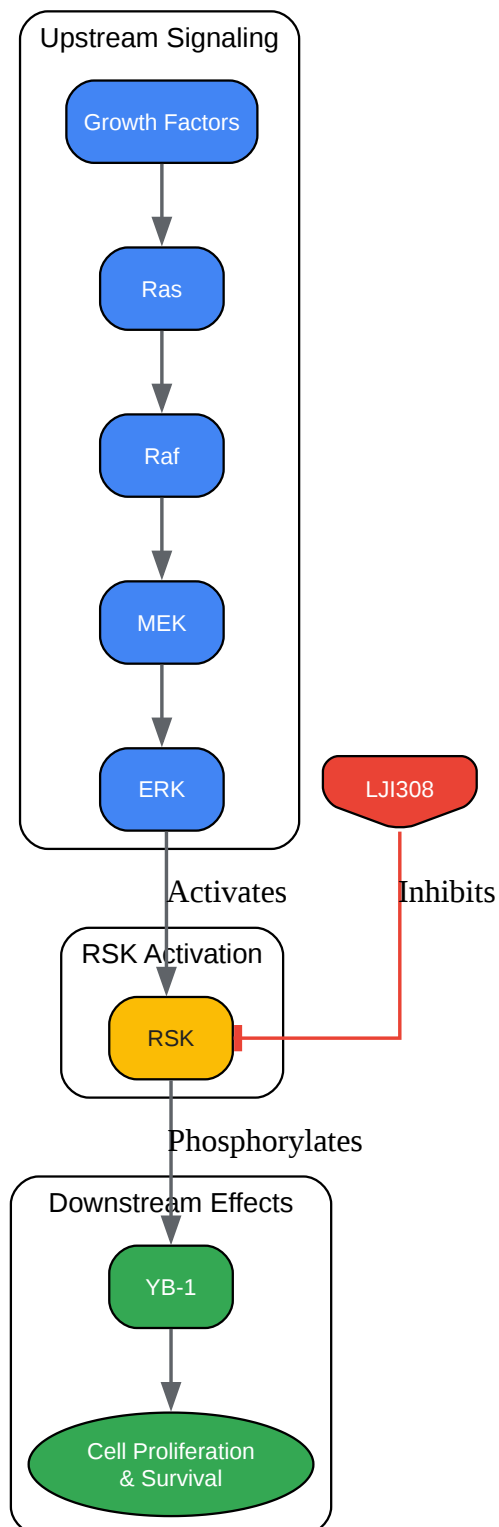 Upstream Signaling
Growth Factors
Ras
Raf
MEK
ERK
LJI308
Activates
Inhibits
RSK Activation
RSK
Phosphorylates
Downstream Effects
YB-1
Cell Proliferation
& Survival